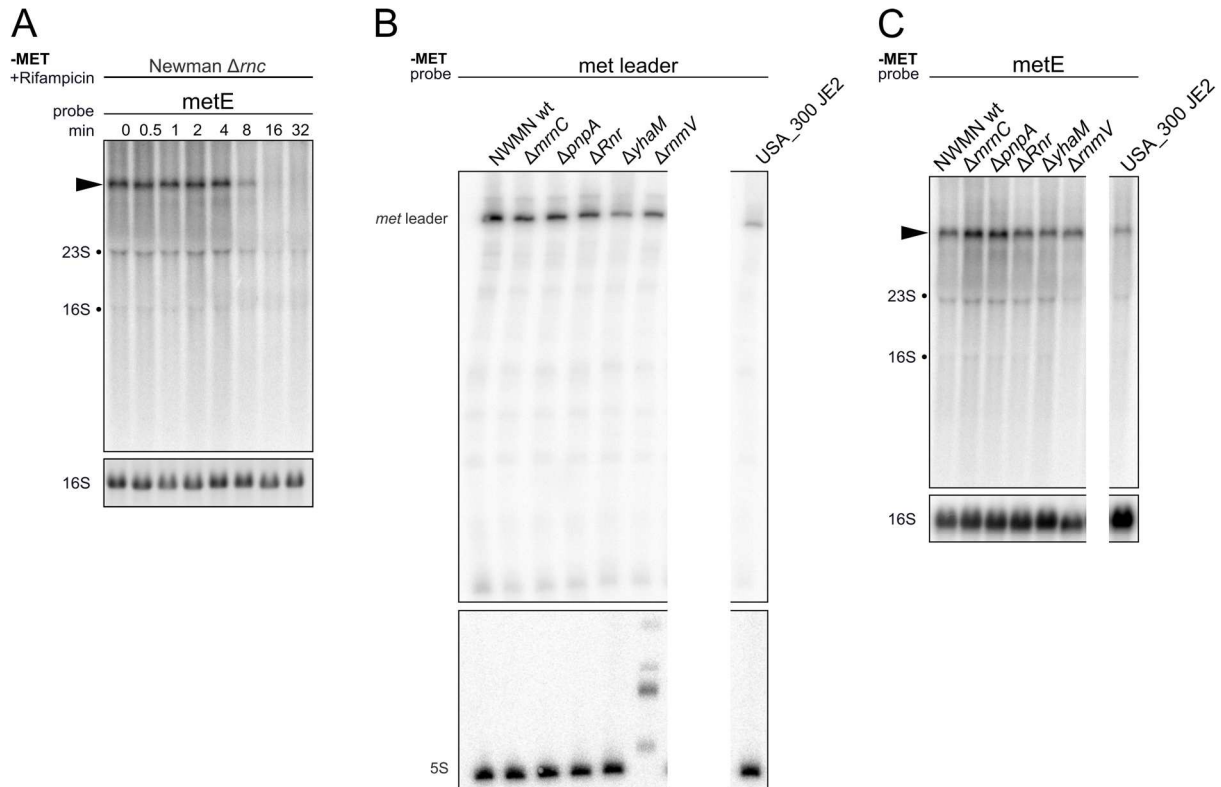 A
-MET
+Rifampicin
Newman Δrnc
probe
metE
min 0 0.5 1 2 4 8 16 32
23S
16S
16S
B
-MET
probe
met leader
NWMN wt
ΔmrnC
ΔpnpA
ΔRnr
ΔyhaM
ΔrnmV
USA_300 JE2
met leader
5S
C
-MET
probe
metE
NWMN wt
ΔmrnC
ΔpnpA
ΔRnr
ΔyhaM
ΔrnmV
USA_300 JE2
23S
16S
16S